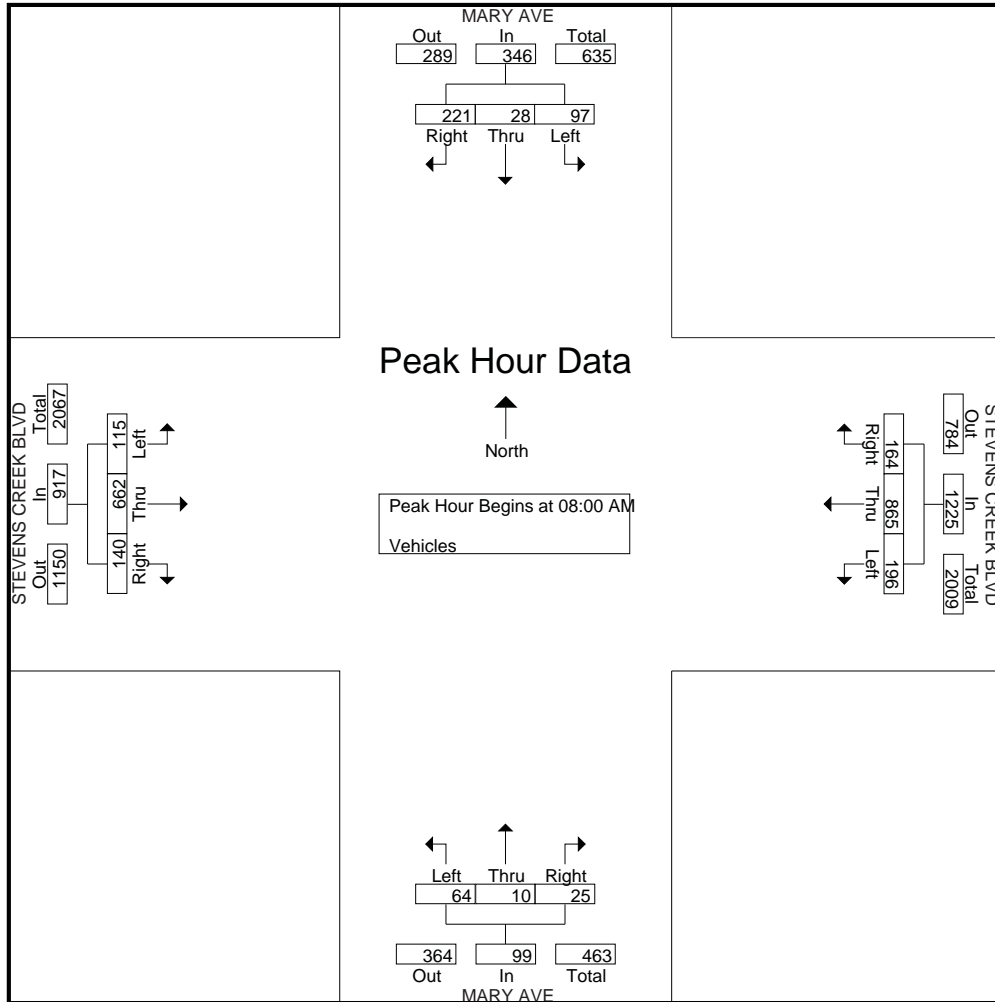 MARY AVE
Out In Total
289 346 635
221 28 97
Right Thru Left
Peak Hour Data
North
Peak Hour Begins at 08:00 AM
Vehicles
STEVENS CREEK BLVD
Out In Total
1150 917 2067
115 662 140
Left Thru Right
STEVENS CREEK BLVD
Out In Total
784 1225 2009
164 865 196
Right Thru Left
Left Thru Right
64 10 25
364 99 463
Out In Total
MARY AVE